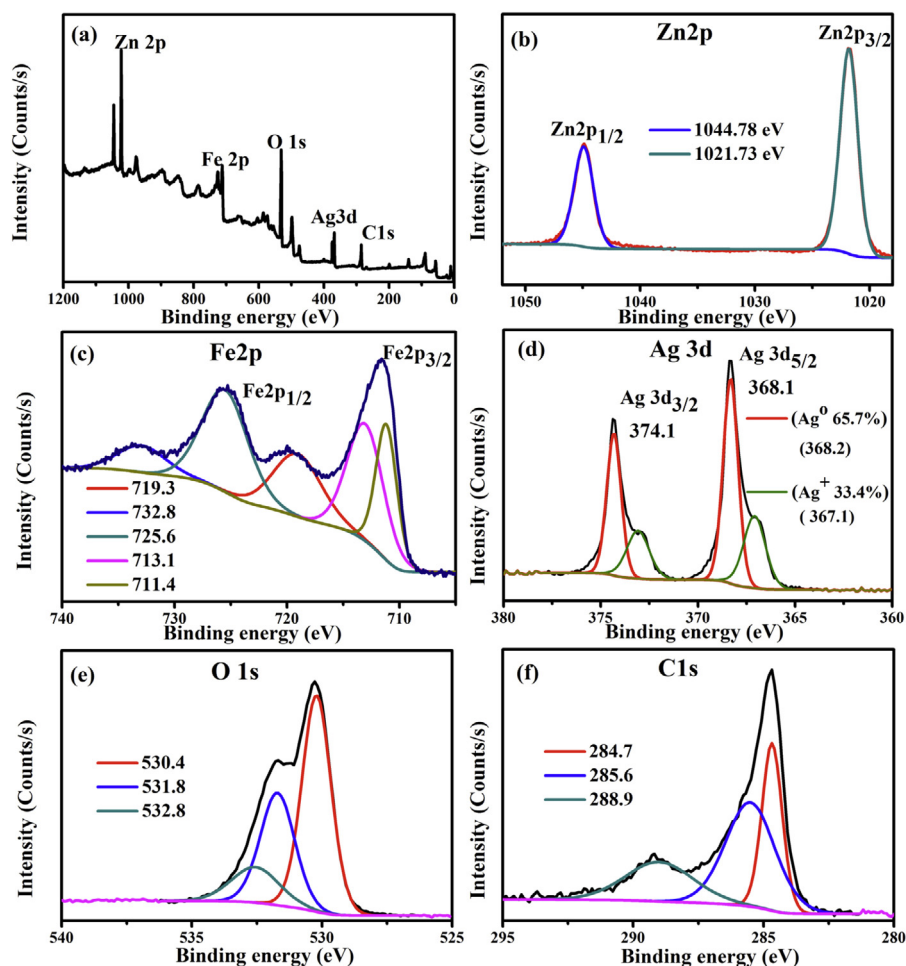 (a)
Zn 2p
Fe 2p
O 1s
Ag3d
C1s
Intensity (Counts/s)
1200 1000 800 600 400 200 0
Binding energy (eV)
(b)
Zn2p
Zn2p3/2
Zn2p1/2
1044.78 eV
1021.73 eV
Intensity (Counts/s)
1050 1040 1030 1020
Binding energy (eV)
(c)
Fe2p
Fe2p3/2
Fe2p1/2
719.3
732.8
725.6
713.1
711.4
Intensity (Counts/s)
740 730 720 710
Binding energy (eV)
(d)
Ag 3d
Ag 3d5/2
368.1
Ag 3d3/2
374.1
(Ag0 65.7%)
(368.2)
(Ag+ 33.4%)
( 367.1)
Intensity (Counts/s)
380 375 370 365 360
Binding energy (eV)
(e)
O 1s
530.4
531.8
532.8
Intensity (Counts/s)
540 535 530 525
Binding energy (eV)
(f)
C1s
284.7
285.6
288.9
Intensity (Counts/s)
295 290 285 280
Binding energy (eV)